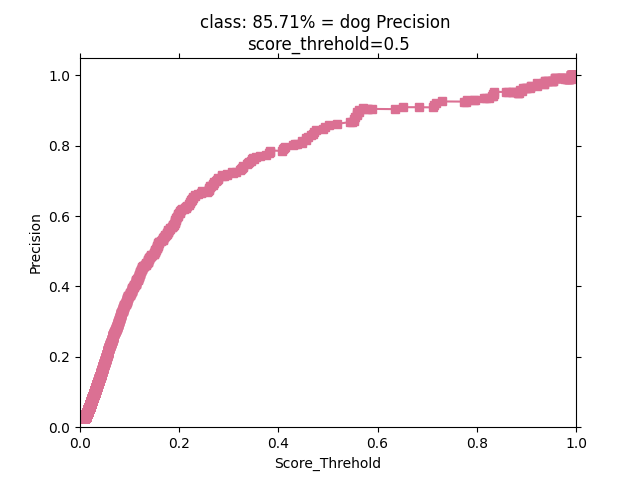 class: 85.71% = dog Precision
score_threhold=0.5
Precision
1.0
0.8
0.6
0.4
0.2
0.0
0.0 0.2 0.4 0.6 0.8 1.0
Score_Threhold